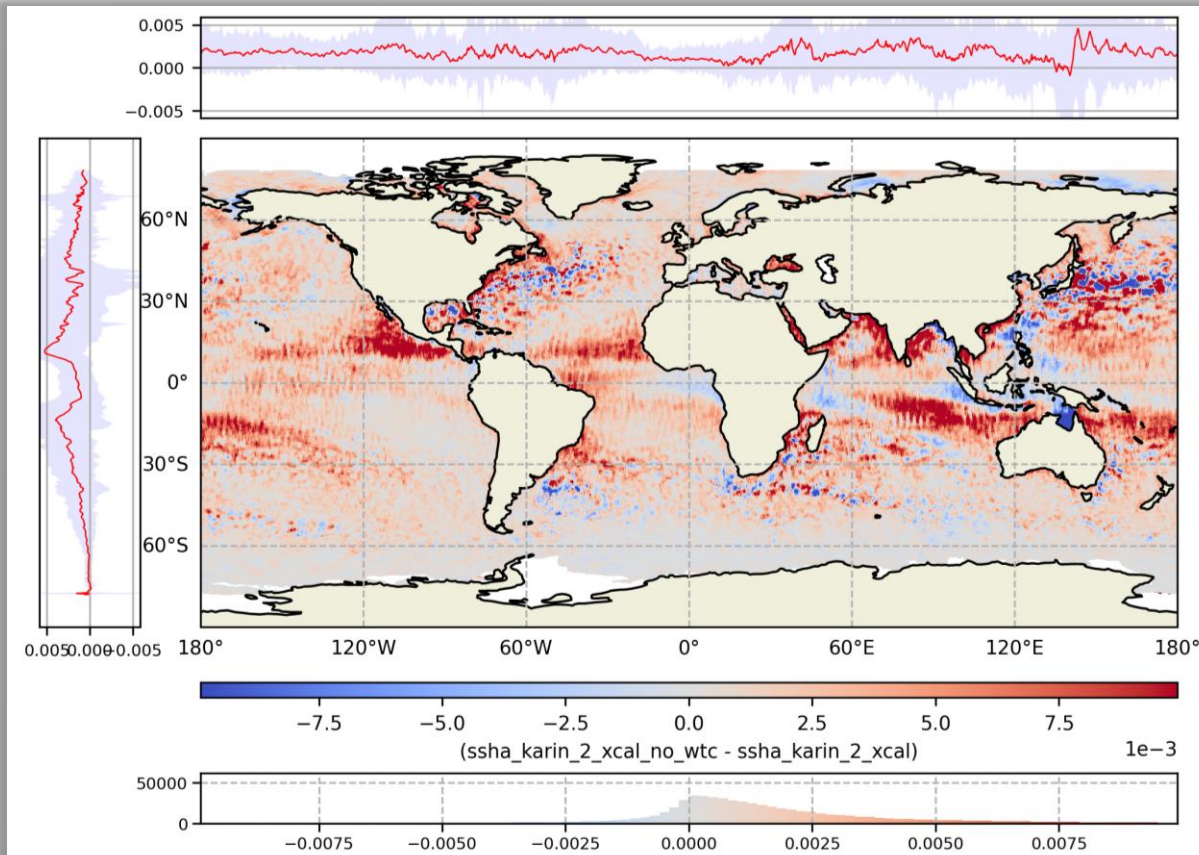 0.005
0.000
−0.005
60°N
30°N
0°
30°S
60°S
0.005 0.000 −0.005
180° 120°W 60°W 0° 60°E 120°E 180°
−7.5 −5.0 −2.5 0.0 2.5 5.0 7.5
(ssha_karin_2_xcal_no_wtc - ssha_karin_2_xcal) 1e−3
50000
0
−0.0075 −0.0050 −0.0025 0.0000 0.0025 0.0050 0.0075